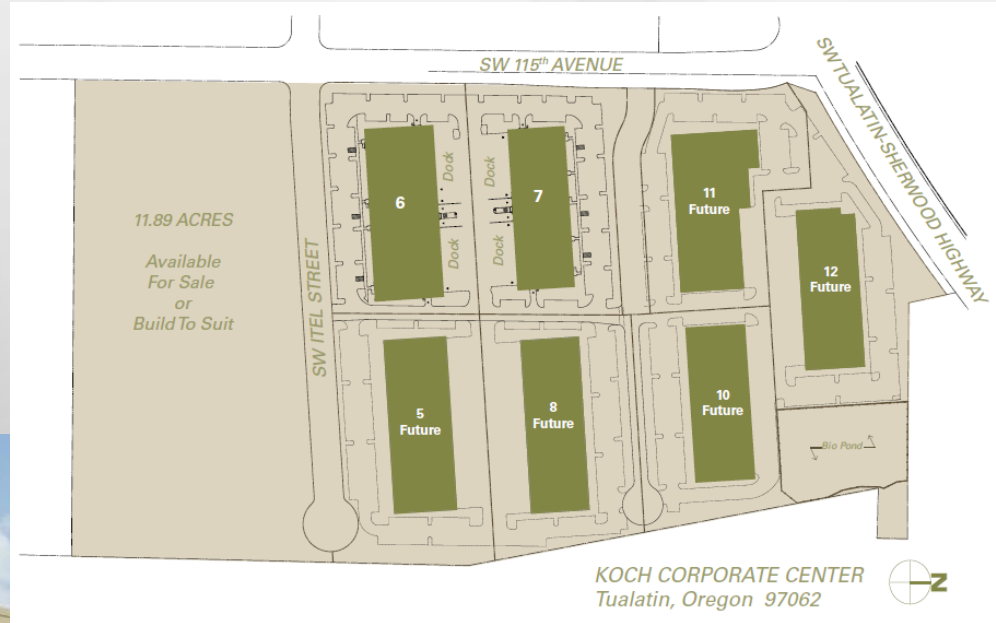 SW 115th AVENUE
SW TUALATIN-SHERWOOD HIGHWAY
11.89 ACRES
Available
For Sale
or
Build To Suit
SW ITEL STREET
6
Dock
Dock
Dock
Dock
7
11
Future
12
Future
5
Future
8
Future
10
Future
Bio Pond
KOCH CORPORATE CENTER
Tualatin, Oregon 97062
N